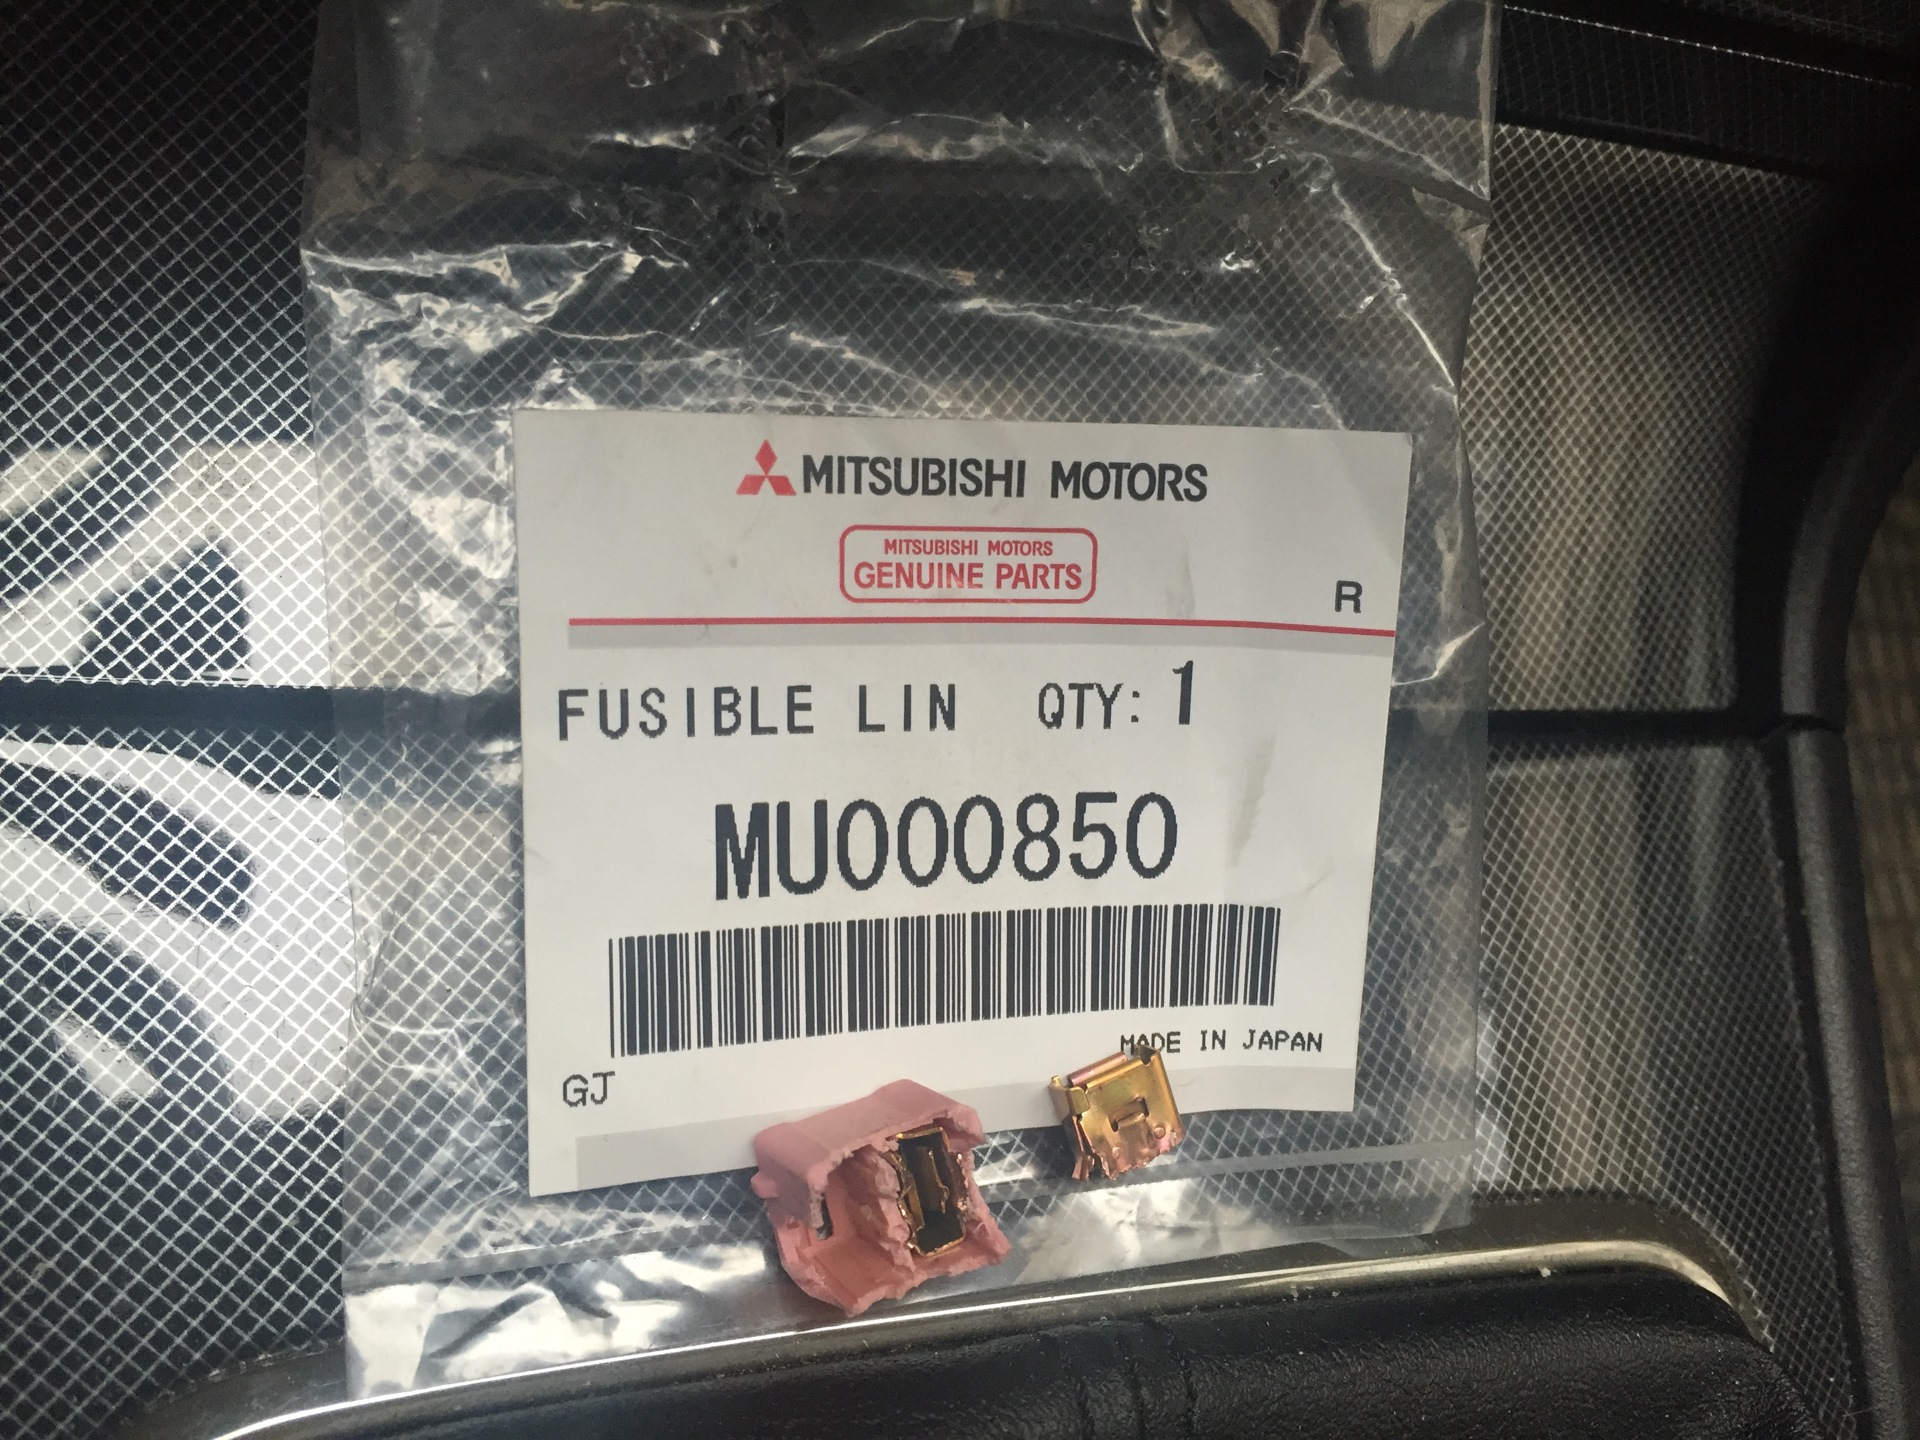 MITSUBISHI MOTORS
MITSUBISHI MOTORS
GENUINE PARTS
R
FUSIBLE LIN QTY: 1
MU000850
MADE IN JAPAN
GJ